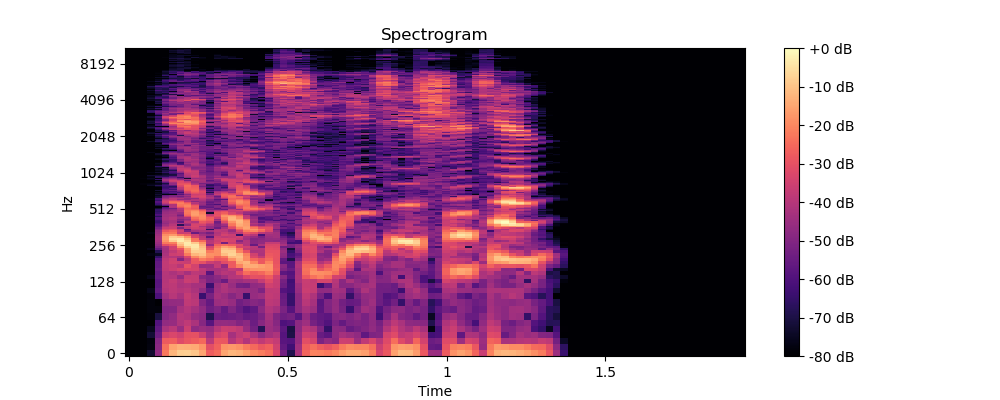 Spectrogram
8192
4096
2048
1024
512
256
128
64
0
Hz
0
0.5
1
1.5
Time
+0 dB
-10 dB
-20 dB
-30 dB
-40 dB
-50 dB
-60 dB
-70 dB
-80 dB